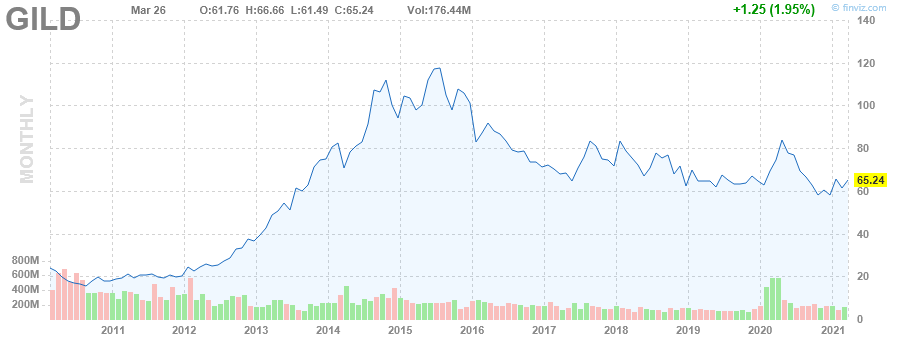 GILD
Mar 26 O:61.76 H:66.66 L:61.49 C:65.24 Vol:176.44M
+1.25 (1.95%)
© finviz.com
MONTHLY
140
120
100
80
65.24
60
40
20
0
800M
600M
400M
200M
2011 2012 2013 2014 2015 2016 2017 2018 2019 2020 2021